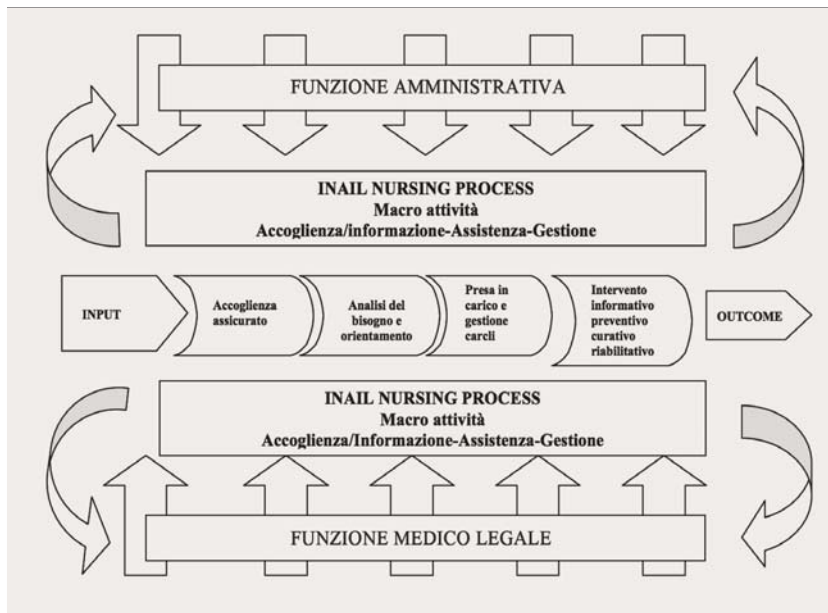 FUNZIONE AMMINISTRATIVA
INAIL NURSING PROCESS
Macro attività
Accoglienza/informazione-Assistenza-Gestione
INPUT
Accoglienza
assicurato
Analisi del
bisogno e
orientamento
Presa in
carico e
gestione
carcli
Intervento
informativo
preventivo
curativo
riabilitativo
OUTCOME
INAIL NURSING PROCESS
Macro attività
Accoglienza/Informazione-Assistenza-Gestione
FUNZIONE MEDICO LEGALE